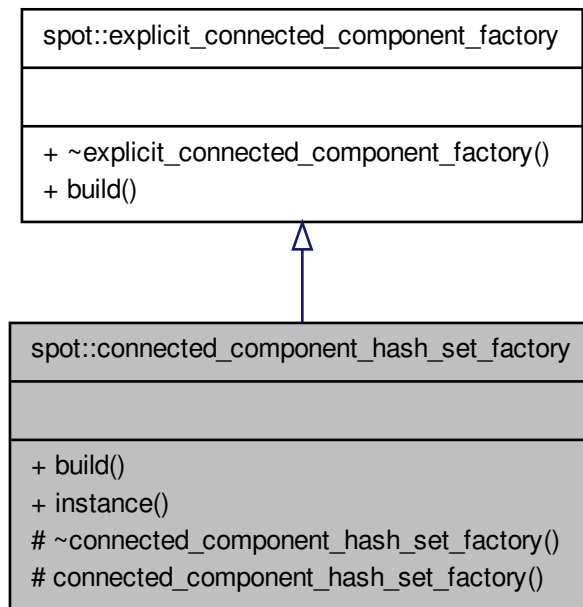 spot::explicit_connected_component_factory
+ ~explicit_connected_component_factory()
+ build()
spot::connected_component_hash_set_factory
+ build()
+ instance()
# ~connected_component_hash_set_factory()
# connected_component_hash_set_factory()